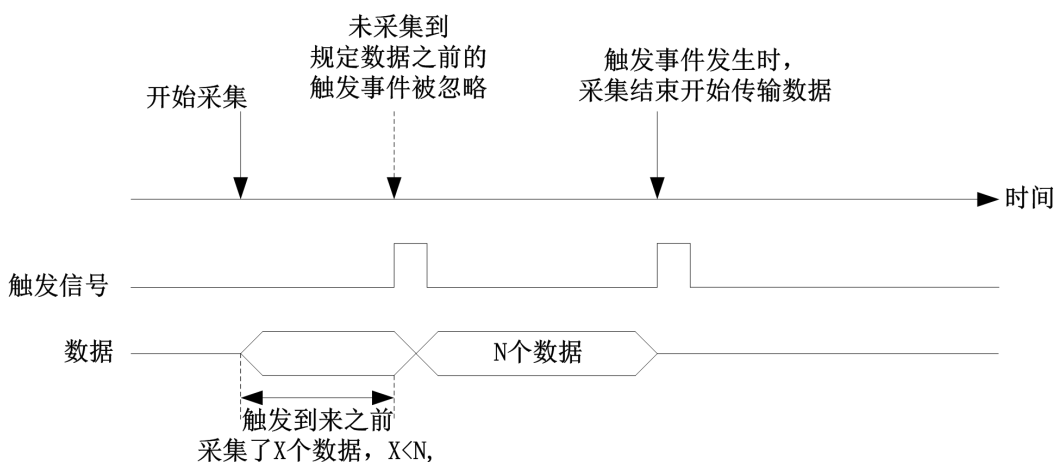 未采集到
规定数据之前的
触发事件被忽略
触发事件发生时，
采集结束开始传输数据
开始采集
时间
触发信号
数据
N个数据
触发到来之前
采集了X个数据，X<N,